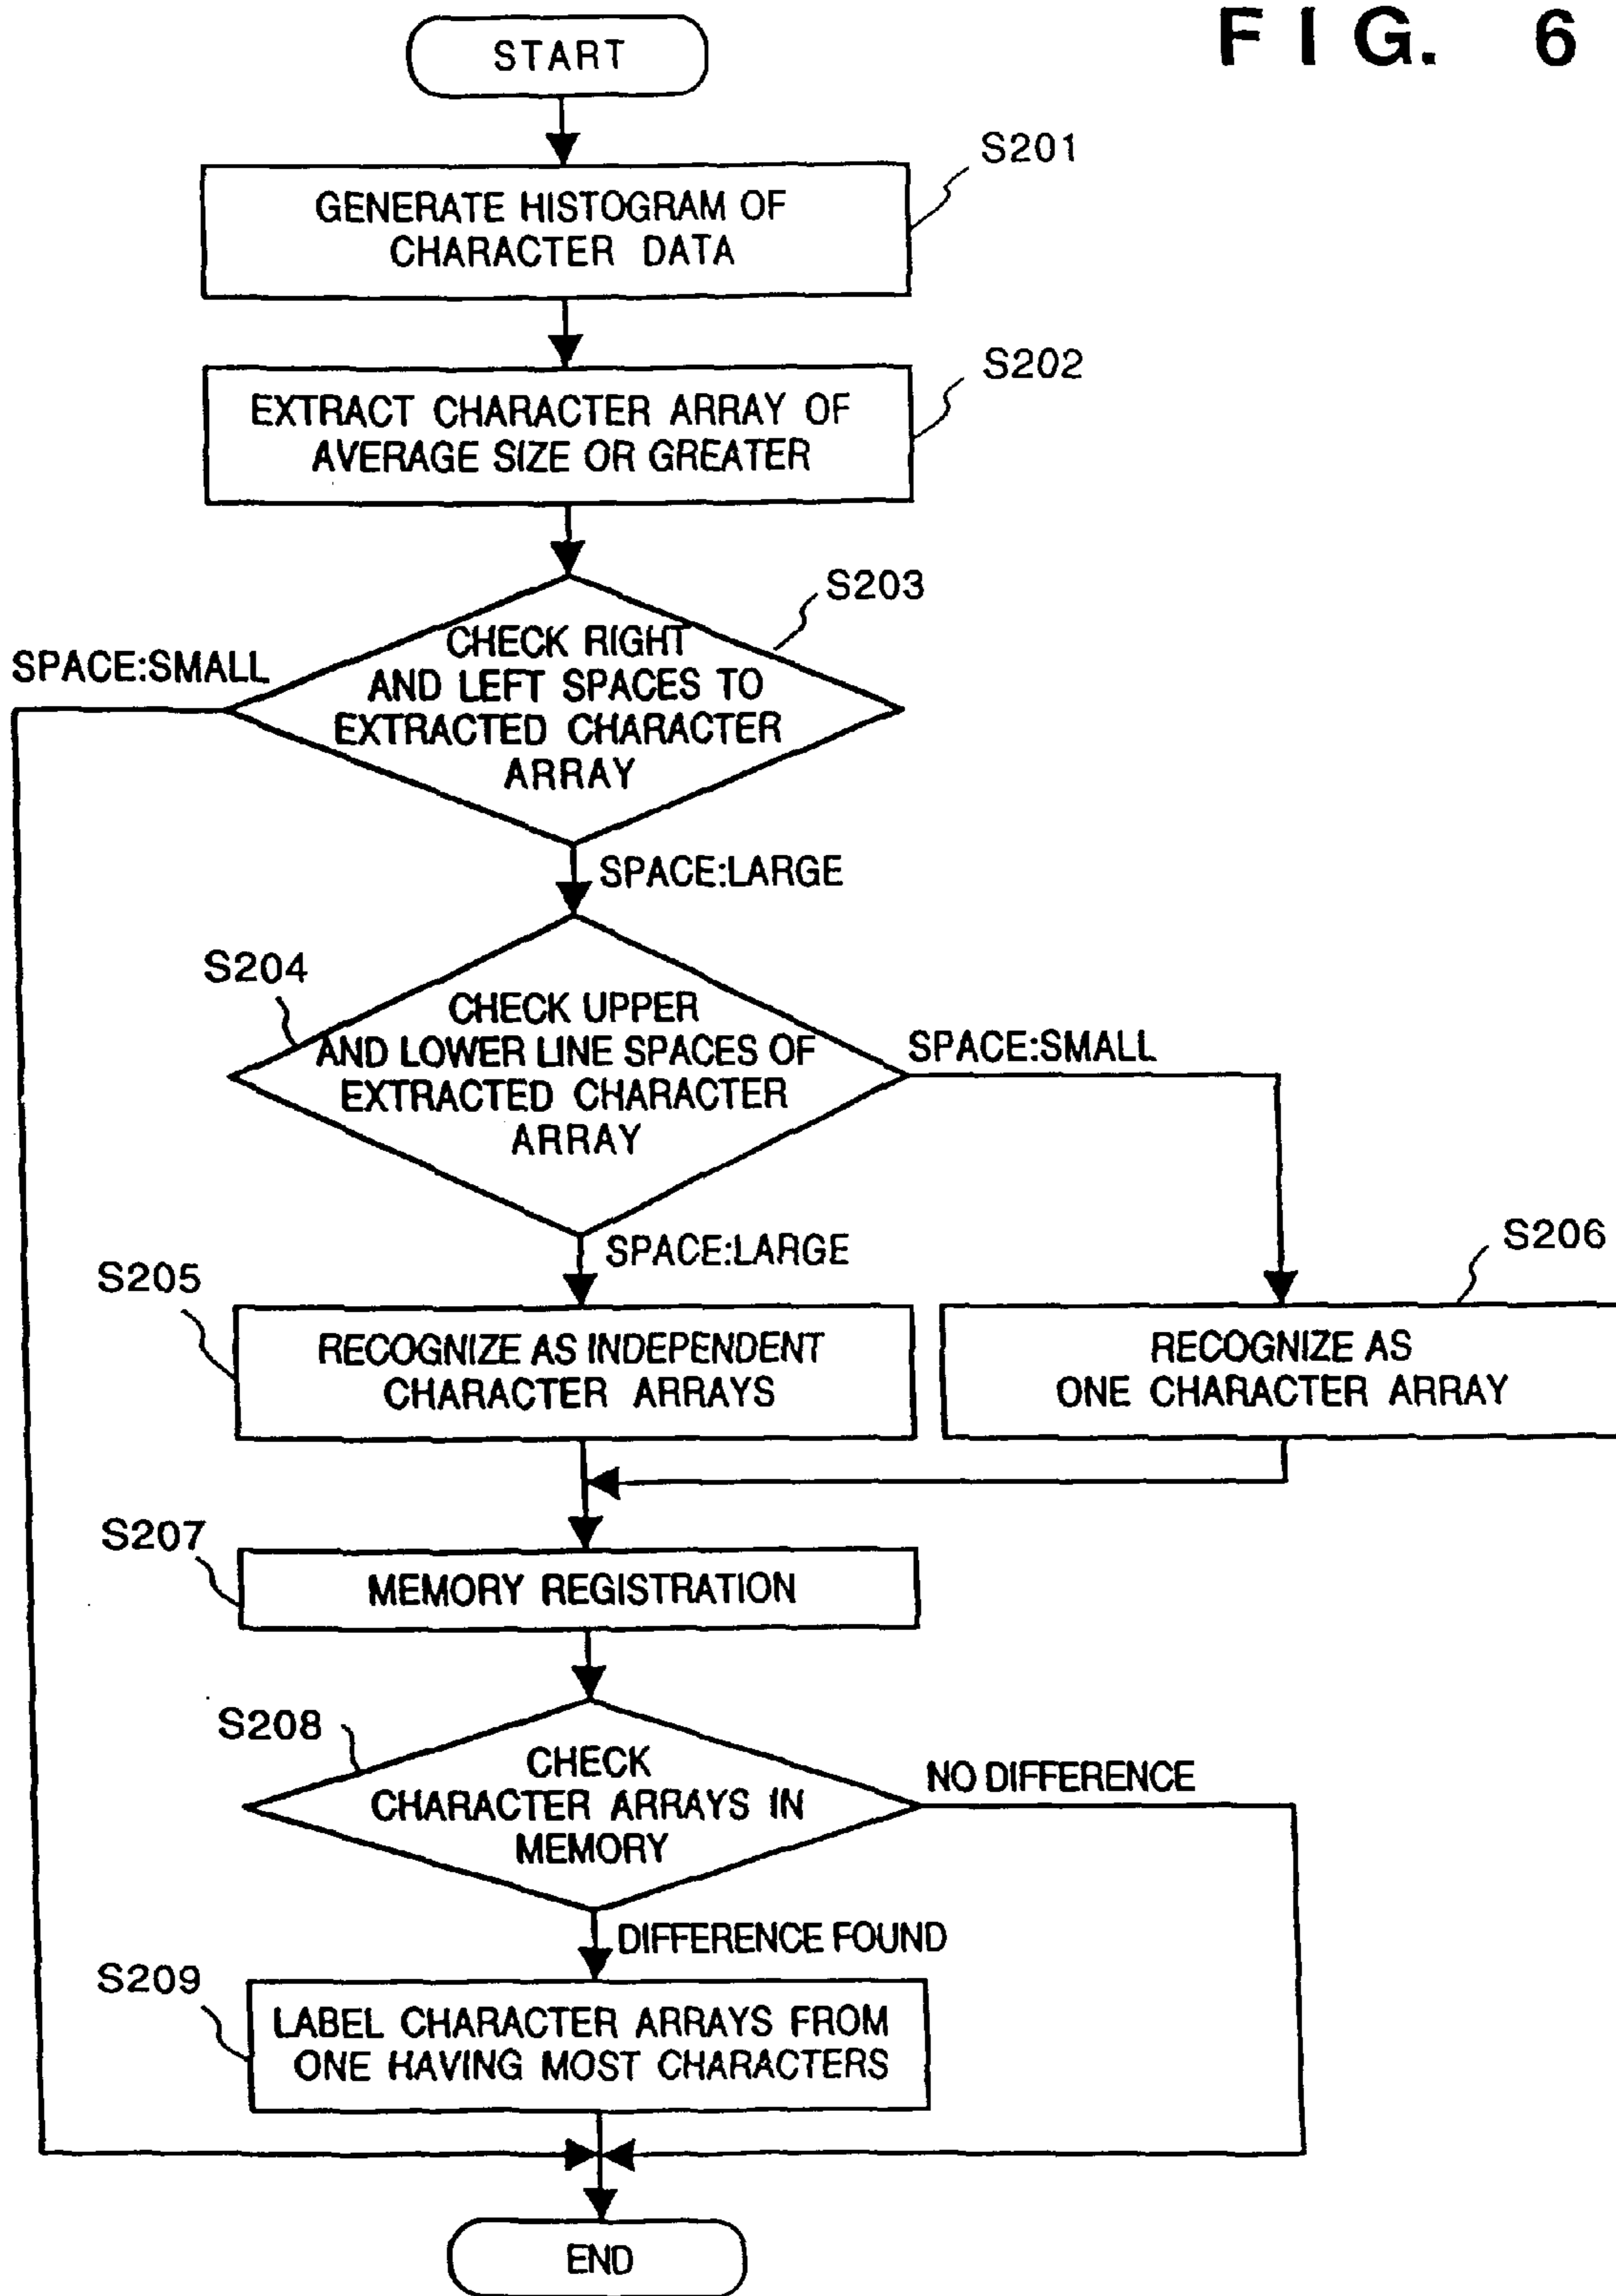 FIG. 6
START
S201
GENERATE HISTOGRAM OF
CHARACTER DATA
S202
EXTRACT CHARACTER ARRAY OF
AVERAGE SIZE OR GREATER
S203
CHECK RIGHT
AND LEFT SPACES TO
EXTRACTED CHARACTER
ARRAY
SPACE:SMALL
SPACE:LARGE
S204
CHECK UPPER
AND LOWER LINE SPACES OF
EXTRACTED CHARACTER
ARRAY
SPACE:SMALL
SPACE:LARGE
S205
RECOGNIZE AS INDEPENDENT
CHARACTER ARRAYS
S206
RECOGNIZE AS
ONE CHARACTER ARRAY
S207
MEMORY REGISTRATION
S208
CHECK
CHARACTER ARRAYS IN
MEMORY
NO DIFFERENCE
DIFFERENCE FOUND
S209
LABEL CHARACTER ARRAYS FROM
ONE HAVING MOST CHARACTERS
END